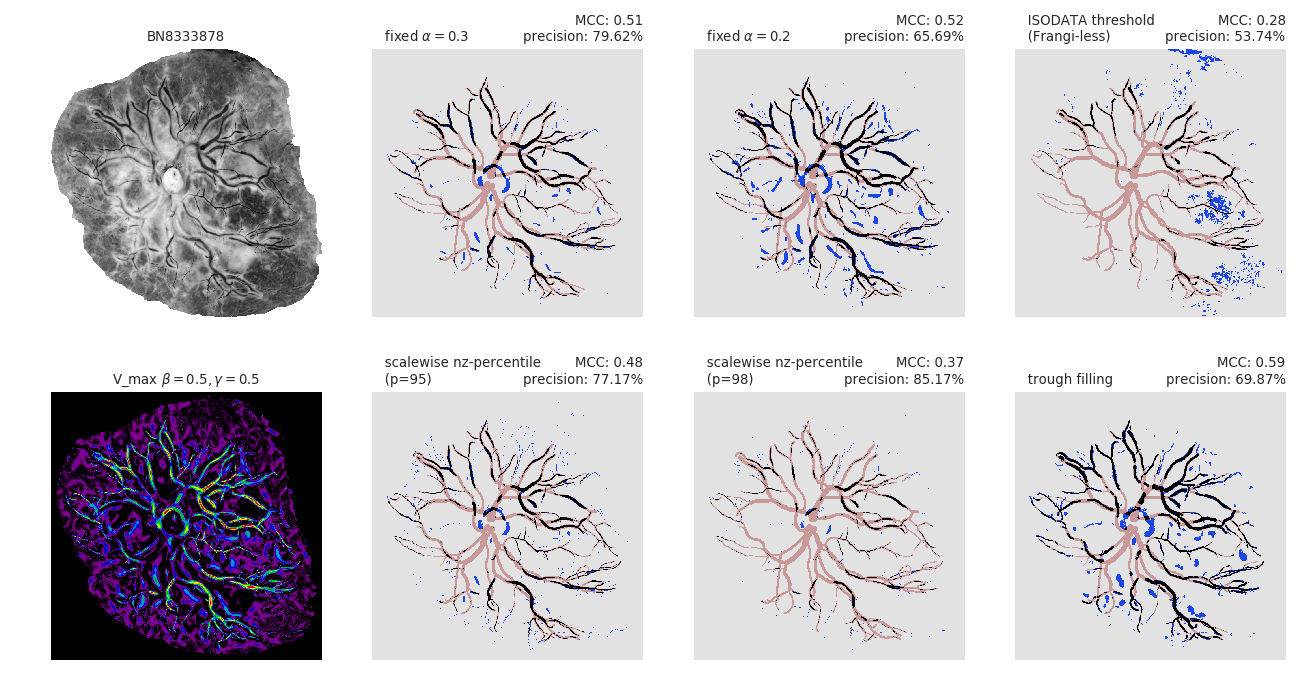 BN8333878
fixed α = 0.3
MCC: 0.51
precision: 79.62%
fixed α = 0.2
MCC: 0.52
precision: 65.69%
ISODATA threshold
(Frangi-less)
MCC: 0.28
precision: 53.74%
V_max β = 0.5, γ = 0.5
scalewise nz-percentile
(p=95)
MCC: 0.48
precision: 77.17%
scalewise nz-percentile
(p=98)
MCC: 0.37
precision: 85.17%
trough filling
MCC: 0.59
precision: 69.87%